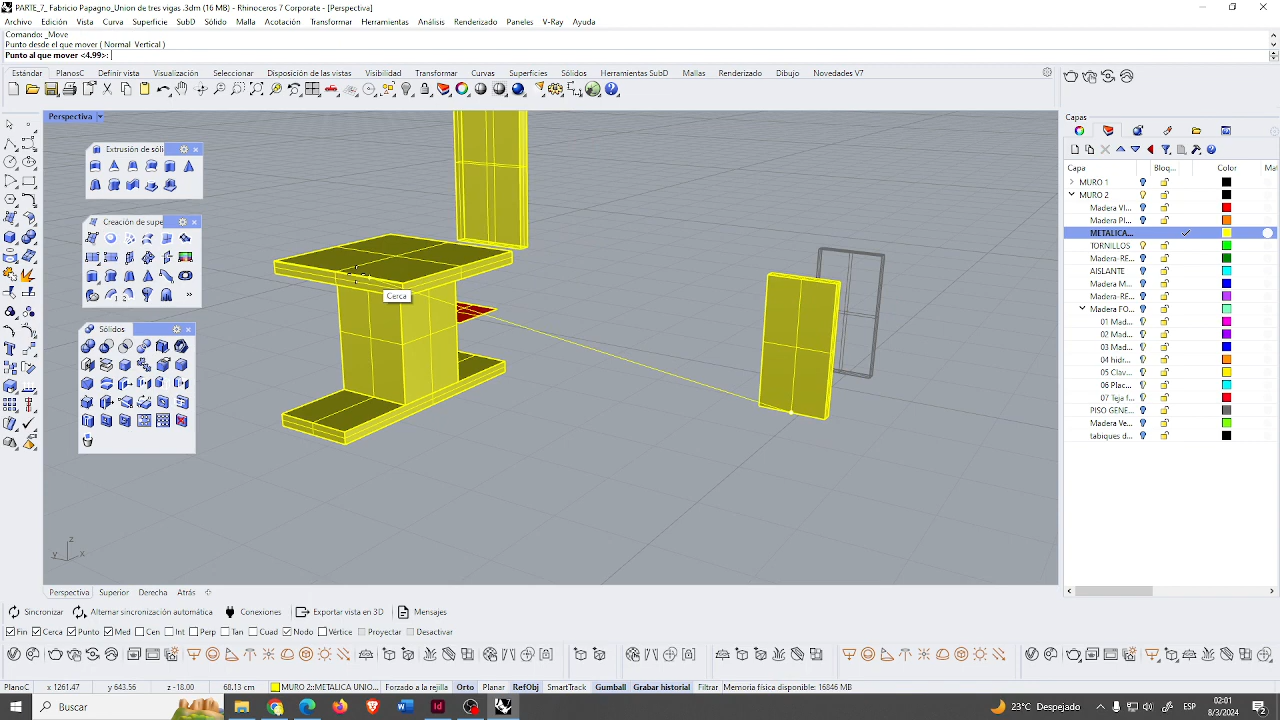 PARTE_7_ Fabricio Papagno_Union de tres vigas .3dm (16 MB) - Rhinoceros 7 Corporate - [Perspectiva]
Archivo Edición Vista Curva Superficie SubD Sólido Malla Acotación Transformar Herramientas Análisis Renderizado Paneles V-Ray Ayuda
Comando: _Move
Punto desde el que mover ( Normal Vertical )
Punto al que mover <4.99>:
Estándar PlanosC Definir vista Visualización Seleccionar Disposición de las vistas Visibilidad Transformar Curvas Superficies Sólidos Herramientas SubD Mallas Renderizado Dibujo Novedades V7
Perspectiva
Capas
Extrusión de sóli
Capa Bloq... Color Mat
MURO 1
MURO 2
Creación de supe
Madera VI...
Madera PI...
METALICA...
TORNILLOS
Madera-RE...
AISLANTE
Madera M...
Cerca
Madera-RE...
Madera FO...
01 Mad...
Sólidos
02 Mad...
03 Mad...
04 hidr...
05 Clav...
06 Plac...
07 Teja f...
PISO GENE...
Madera Ve...
tabiques d...
z
y x
Perspectiva Superior Derecha Atrás
Sincronizar Alternar sincronización automática Conexiones Exportar vista en 3D Mensajes
Fin Cerca Punto Med Cen Int Perp Tan Cuad Nodo Vértice Proyectar Desactivar
PlanoC x 1261.47 y 643.56 z -18.00 68.13 cm MURO 2::METALICA UNIO... Forzado a la rejilla Orto Planar RefObj SmartTrack Gumball Grabar historial Filtrar Memoria física disponible: 16846 MB
Buscar
23°C Despejado ESP 02:01
8/3/2024